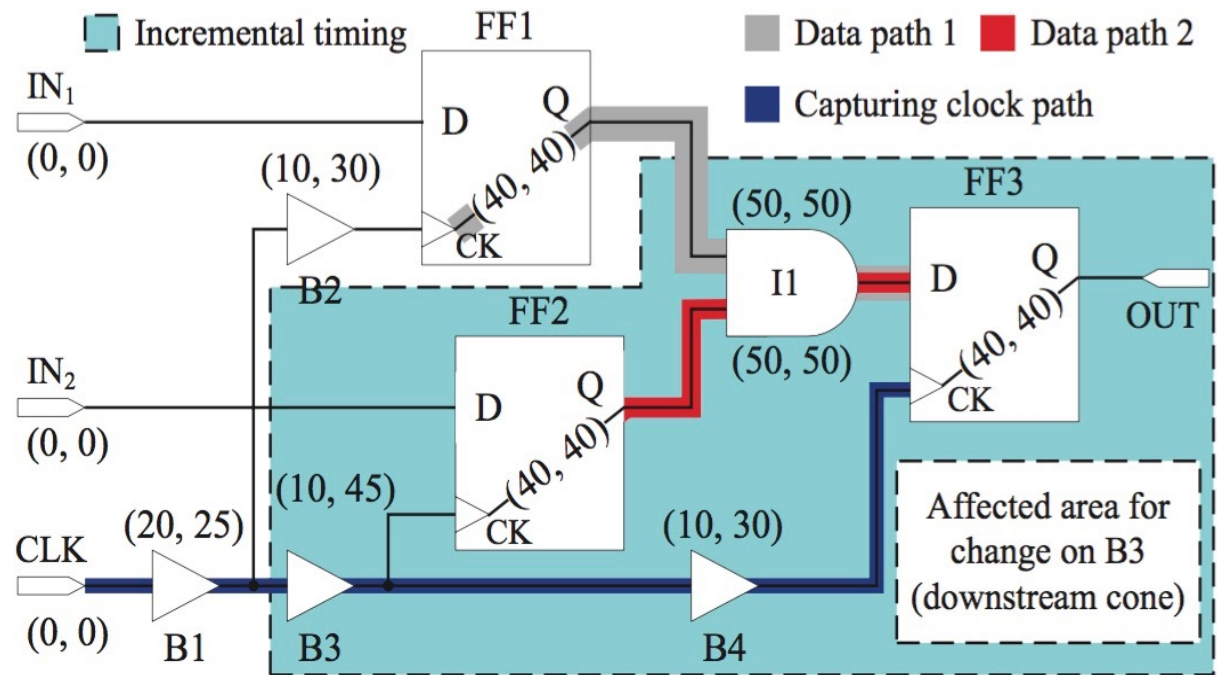 Incremental timing
FF1
Data path 1
Data path 2
Capturing clock path
IN1
(0, 0)
D
Q
(40, 40)
CK
(10, 30)
B2
(50, 50)
I1
(50, 50)
FF3
D
Q
(40, 40)
CK
OUT
FF2
IN2
(0, 0)
D
Q
(40, 40)
CK
(10, 45)
(10, 30)
(20, 25)
CLK
(0, 0)
B1
B3
B4
Affected area for
change on B3
(downstream cone)